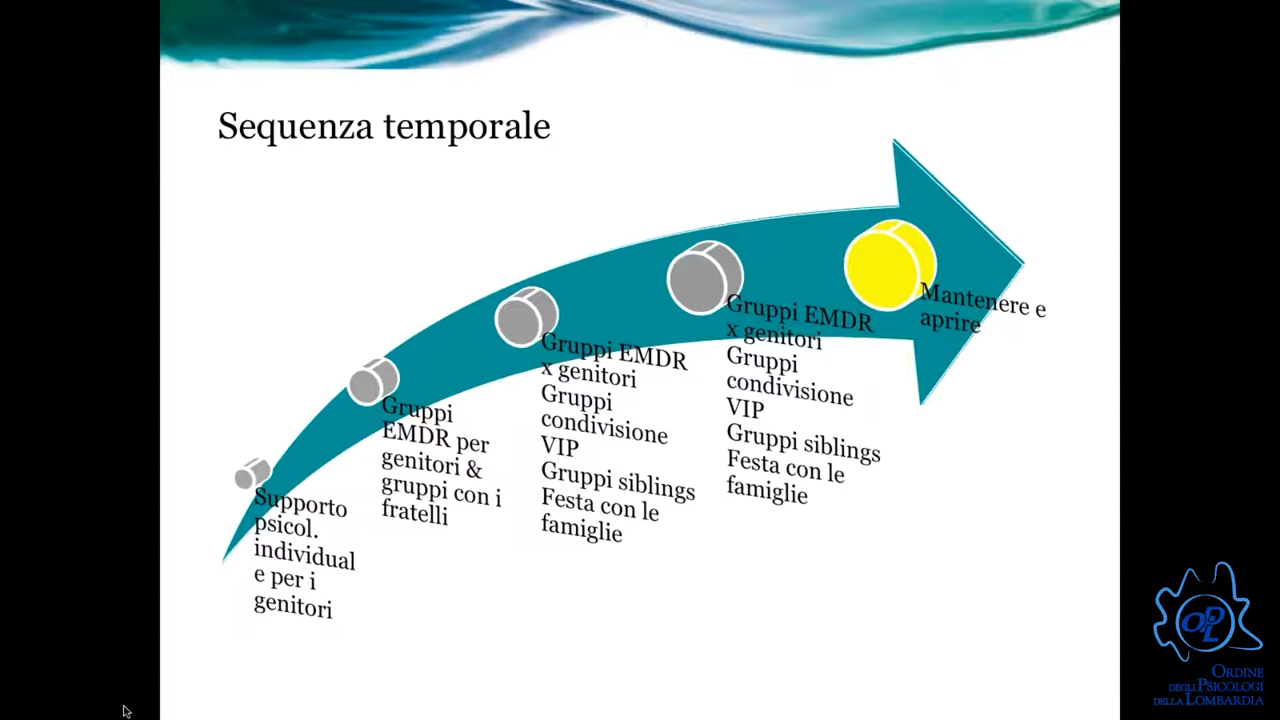 Sequenza temporale
Supporto
psicol.
individual
e per i
genitori
Gruppi
EMDR per
genitori &
gruppi con i
fratelli
Gruppi EMDR
x genitori
Gruppi
condivisione
VIP
Gruppi siblings
Festa con le
famiglie
Gruppi EMDR
x genitori
Gruppi
condivisione
VIP
Gruppi siblings
Festa con le
famiglie
Mantenere e
aprire
OPL
ORDINE
DEGLI PSICOLOGI
DELLA LOMBARDIA